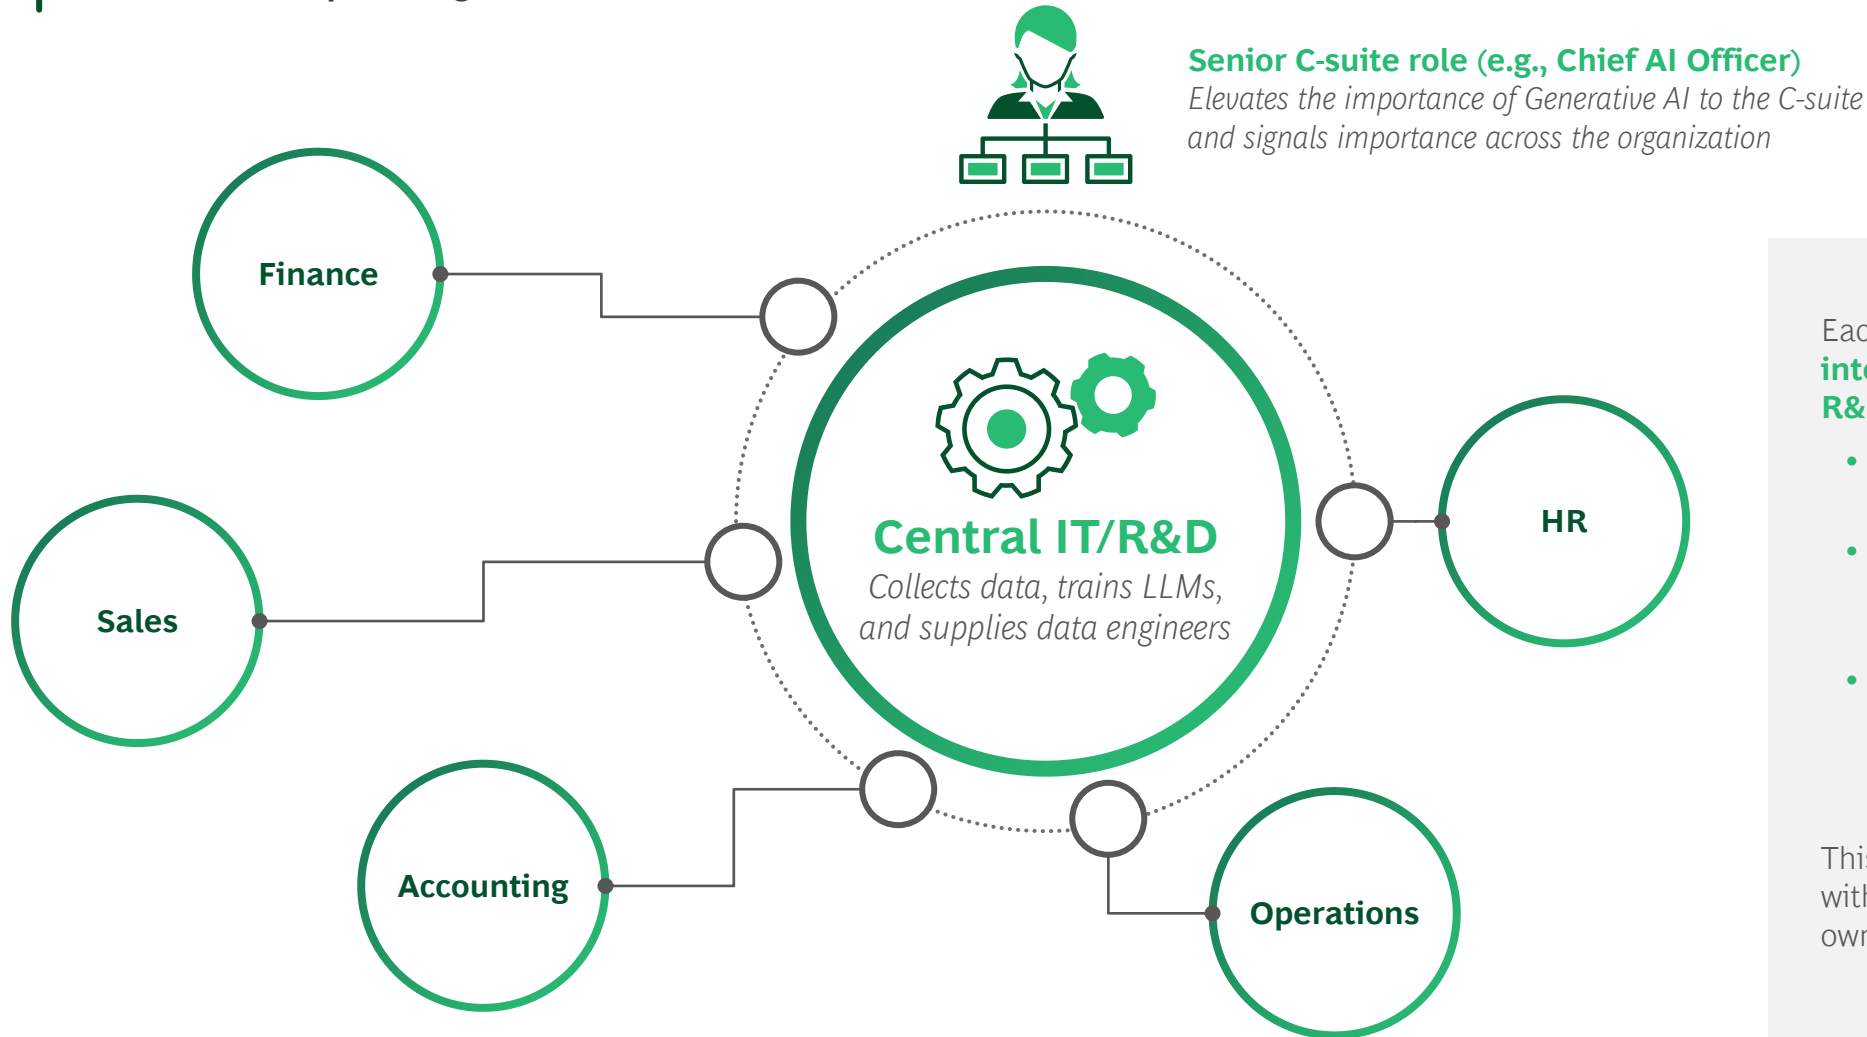 Senior C-suite role (e.g., Chief AI Officer)
Elevates the importance of Generative AI to the C-suite
and signals importance across the organization
Finance
Central IT/R&D
Collects data, trains LLMs,
and supplies data engineers
HR
Sales
Accounting
Operations
R&
own